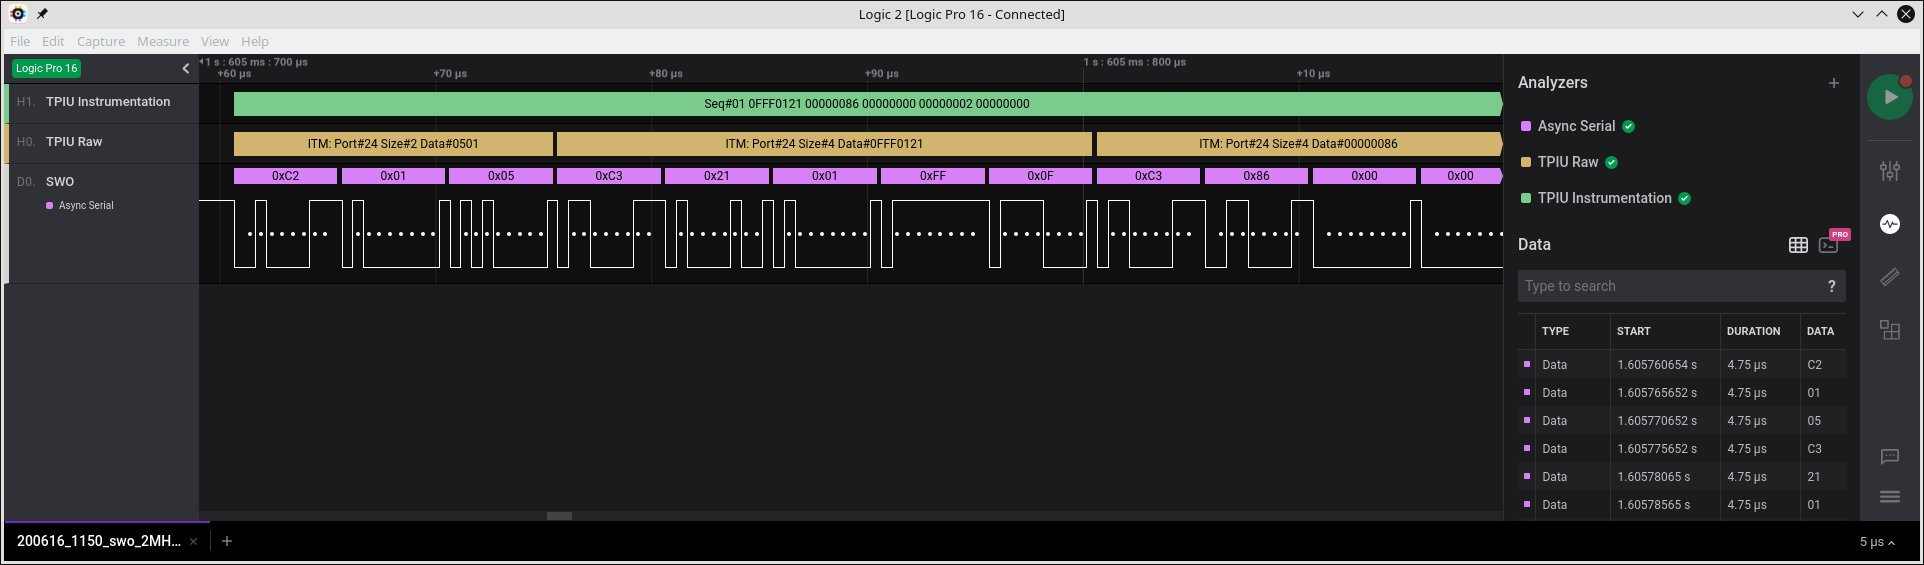 Logic 2 [Logic Pro 16 - Connected]
File Edit Capture Measure View Help
Logic Pro 16
1 s : 605 ms : 700 µs
1 s : 605 ms : 800 µs
+60 µs +70 µs +80 µs +90 µs +10 µs
H1. TPIU Instrumentation
Seq#01 0FFF0121 00000086 00000000 00000002 00000000
H0. TPIU Raw
ITM: Port#24 Size#2 Data#0501
ITM: Port#24 Size#4 Data#0FFF0121
ITM: Port#24 Size#4 Data#00000086
D0. SWO
0xC2 0x01 0x05 0xC3 0x21 0x01 0xFF 0x0F 0xC3 0x86 0x00 0x00
Async Serial
Analyzers +
Async Serial
TPIU Raw
TPIU Instrumentation
Data
PRO
Type to search ?
TYPE START DURATION DATA
Data 1.605760654 s 4.75 µs C2
Data 1.605765652 s 4.75 µs 01
Data 1.605770652 s 4.75 µs 05
Data 1.605775652 s 4.75 µs C3
Data 1.60578065 s 4.75 µs 21
Data 1.60578565 s 4.75 µs 01
200616_1150_swo_2MH... × +
5 µs